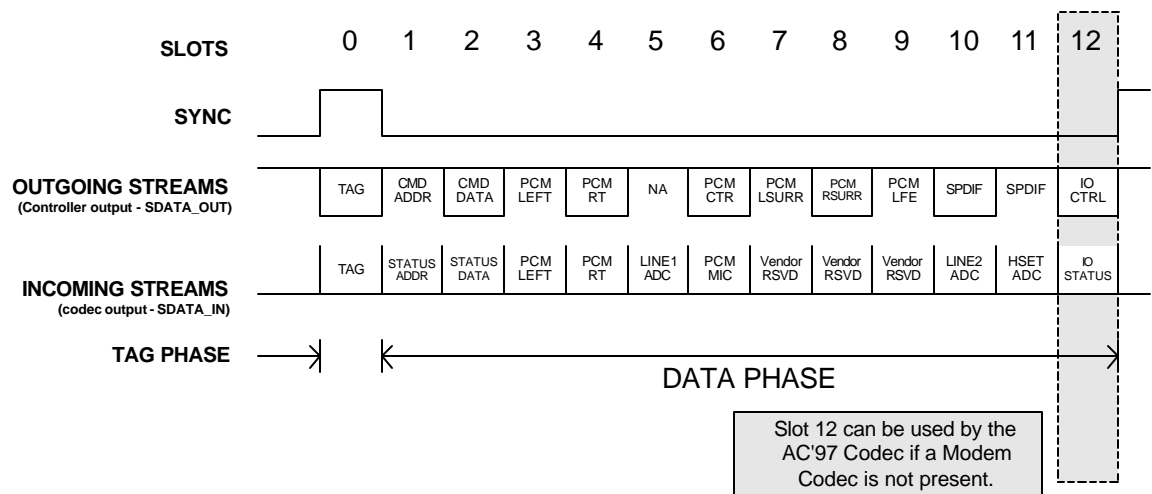 SLOTS 0 1 2 3 4 5 6 7 8 9 10 11 12
SYNC
OUTGOING STREAMS
(Controller output - SDATA_OUT)
TAG
CMD
ADDR
CMD
DATA
PCM
LEFT
PCM
RT
NA
PCM
CTR
PCM
LSURR
PCM
RSURR
PCM
LFE
SPDIF
SPDIF
IO
CTRL
INCOMING STREAMS
(codec output - SDATA_IN)
TAG
STATUS
ADDR
STATUS
DATA
PCM
LEFT
PCM
RT
LINE1
ADC
PCM
MIC
Vendor
RSVD
Vendor
RSVD
Vendor
RSVD
LINE2
ADC
HSET
ADC
IO
STATUS
TAG PHASE
DATA PHASE
Slot 12 can be used by the
AC'97 Codec if a Modem
Codec is not present.